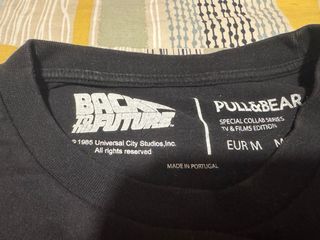 BACK
TO THE
FUTURE
© 1985 Universal City Studios, Inc.
All rights reserved
PULL&BEAR
SPECIAL COLLAB SERIES
TV & FILMS EDITION
EUR M
MADE IN PORTUGAL